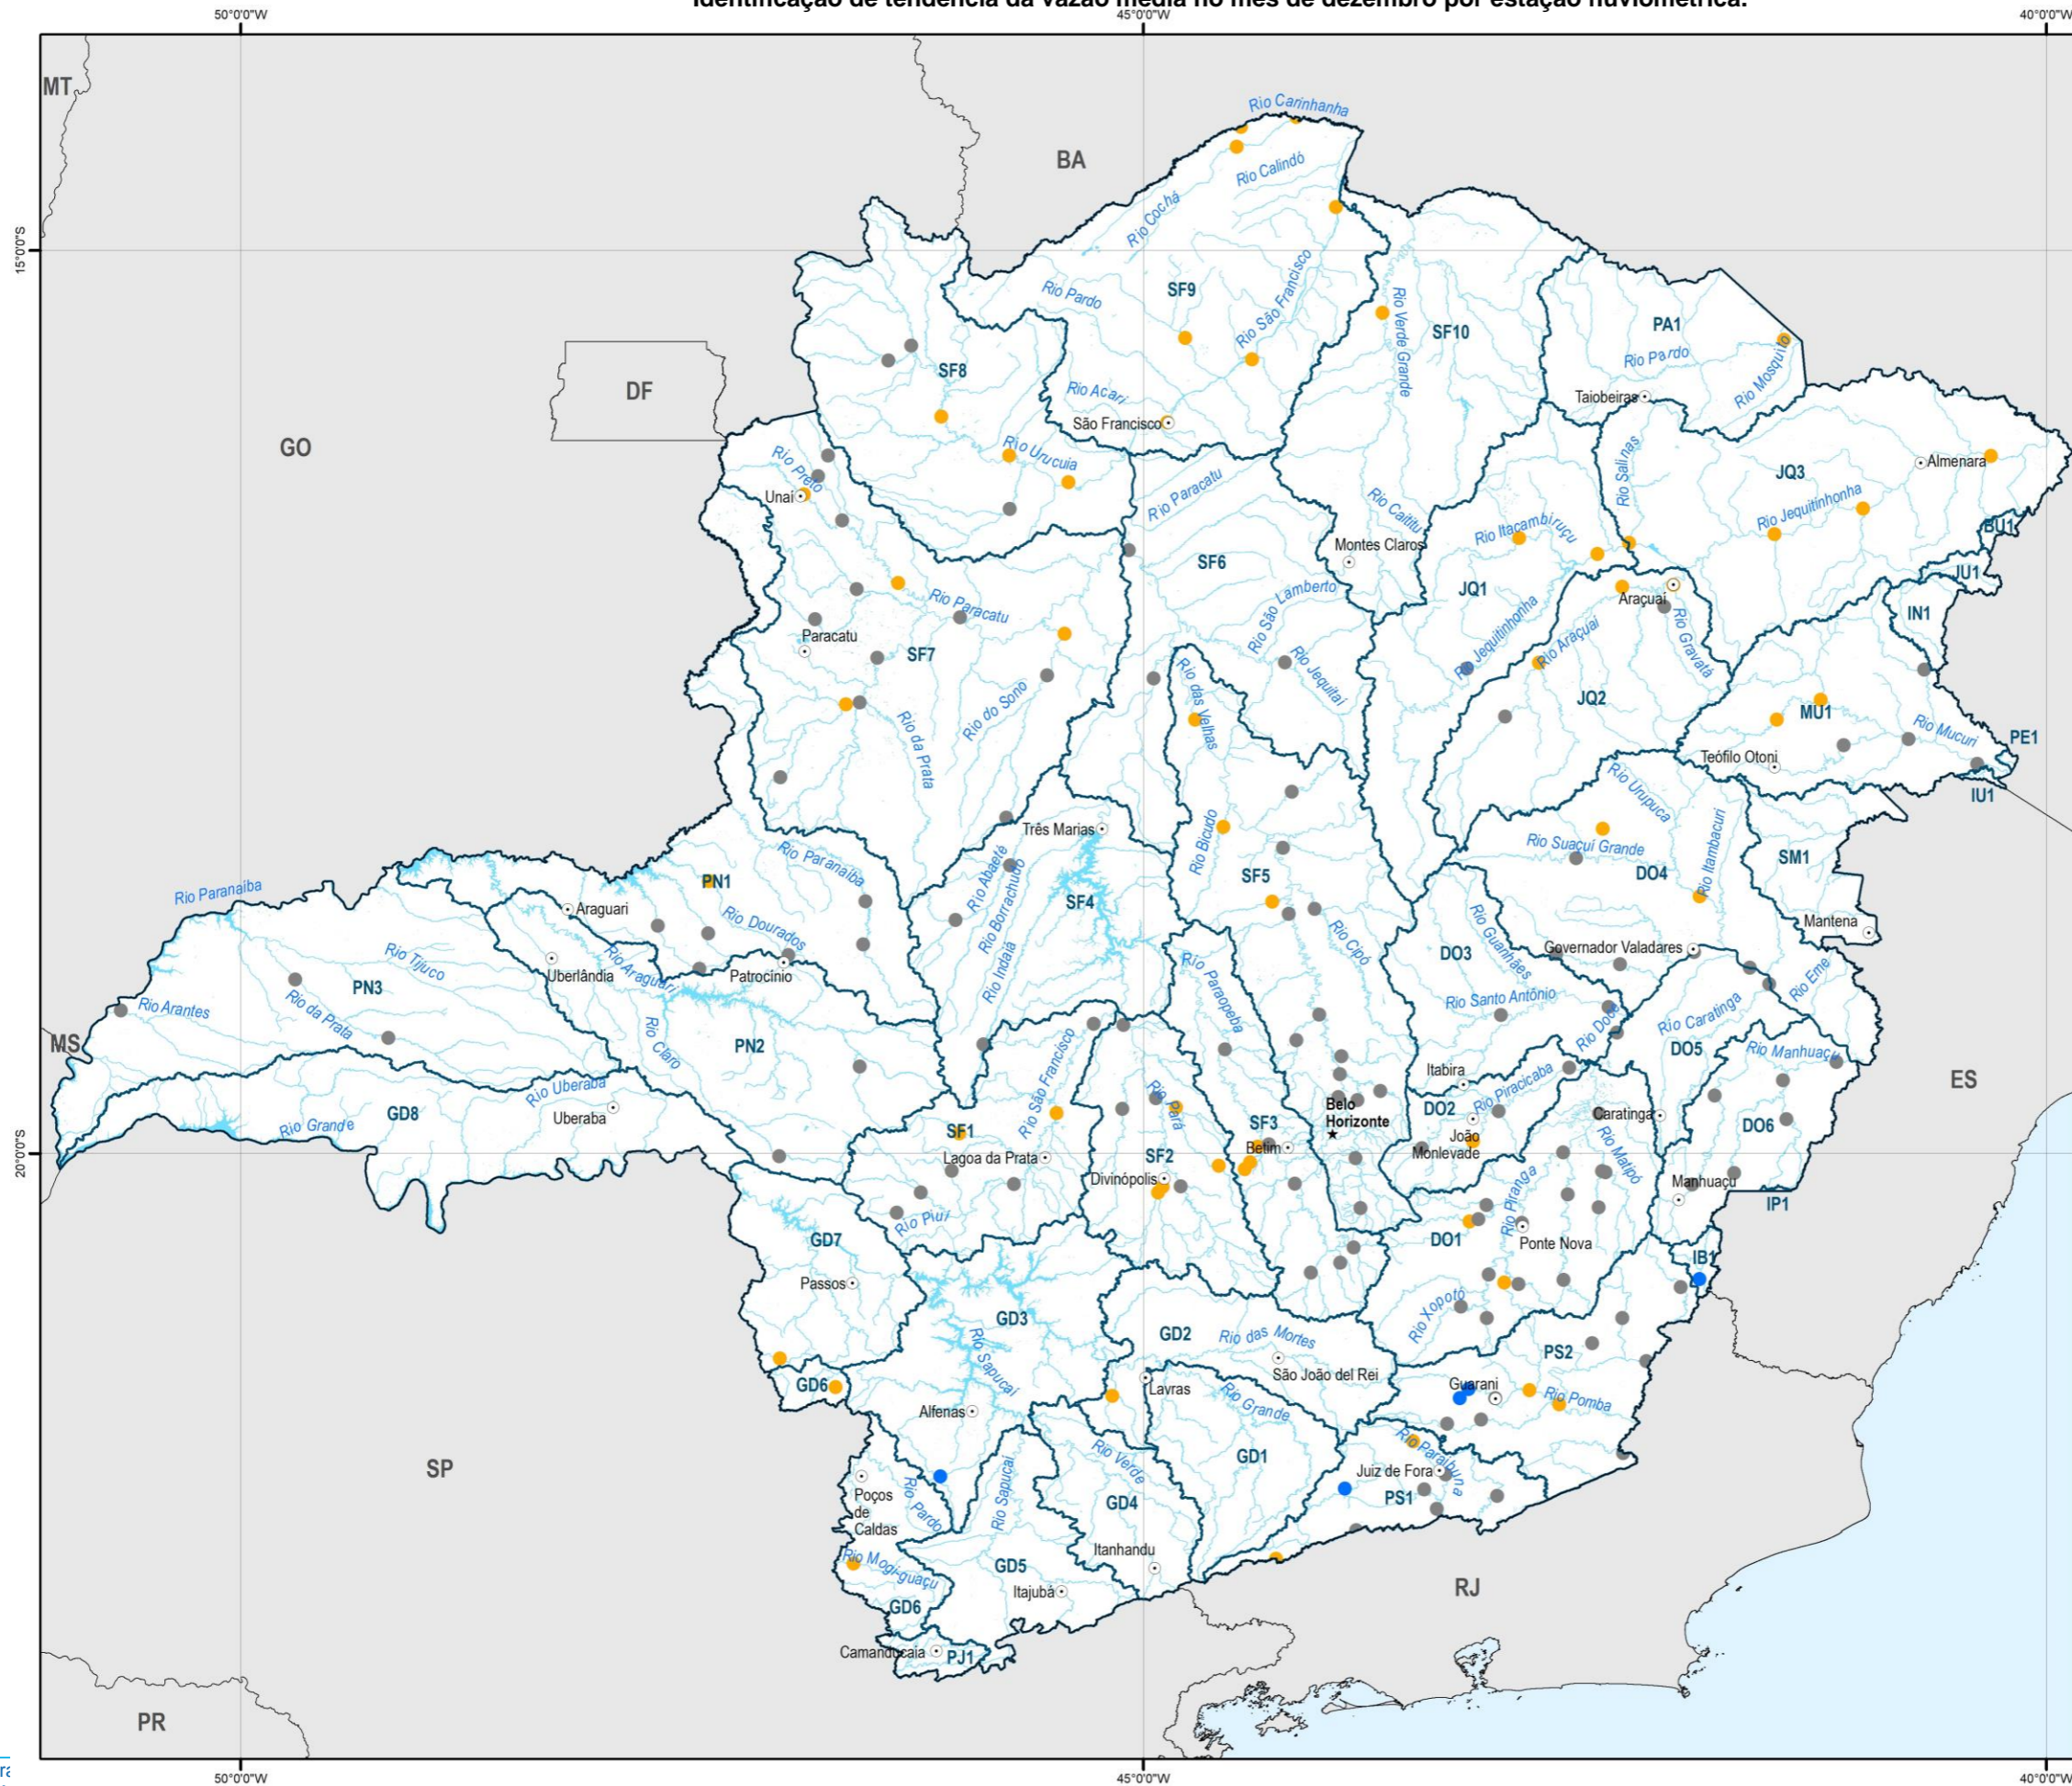 Identificação de tendência da vazão média no mês de dezembro por estação fluviométrica.
50°0'0"W
45°0'0"W
40°0'0"W
MT
Rio Carinhanha
BA
Rio Calindó
Rio Cochá
15°0'0"S
Rio Pardo
SF9
Rio São Francisco
Rio Verde Grande
SF10
PA1
Rio Pardo
Rio Mosquito
SF8
DF
Rio Acari
Taiobeiras
São Francisco
GO
Rio Preto
Rio Urucuia
Rio Salinas
Almenara
JQ3
Unaí
Rio Paracatu
Rio Caititu
Rio Jequitinhonha
BU1
Rio Itacambiruçu
Montes Claros
SF6
JU1
JQ1
Rio São Lamberto
Araçuaí
Rio Paracatu
IN1
Paracatu
Rio Jequitinhonha
Rio Araçuaí
Rio Gravatá
SF7
Rio das Velhas
Rio Jequitaí
JQ2
Rio do Sono
MU1
Rio da Prata
Rio Mucuri
PE1
Teófilo Otoni
Rio Urupuca
IU1
Três Marias
Rio Bicudo
Rio Suaçuí Grande
Rio Itambacuri
SM1
Rio Paranaíba
Rio Abaeté
SF5
DO4
PN1
Rio Paranaíba
Rio Borrachudo
SF4
Araguari
Rio Dourados
Mantena
Rio Cipó
Rio Guanhães
Governador Valadares
DO3
Rio Tijuco
Rio Araguari
Uberlândia
Patrocínio
Rio Indaiá
Rio Paraopeba
Rio Eme
PN3
Rio da Prata
Rio Arantes
Rio Santo Antônio
Rio Doce
Rio Caratinga
MS
Rio Claro
PN2
Rio São Francisco
DO5
Rio Manhuaçu
Itabira
ES
Rio Uberaba
Rio Pará
Rio Piracicaba
GD8
Uberaba
Rio Grande
Belo
Horizonte
DO2
Caratinga
SF1
SF3
João
Monlevade
DO6
Betim
20°0'0"S
Lagoa da Prata
SF2
Rio Matipó
Divinópolis
Manhuaçu
Rio Piranga
IP1
Rio Piuí
GD7
DO1
Ponte Nova
IB1
Passos
GD3
Rio Xopotó
GD2
Rio das Mortes
PS2
Rio Sapucaí
São João del Rei
GD6
Lavras
Guarani
Rio Pomba
Alfenas
Rio Grande
Rio Verde
Rio Paraibuna
GD1
SP
Juiz de Fora
Poços
de
Caldas
Rio Pardo
Rio Sapucaí
GD4
PS1
Itanhandu
Rio Mogi-guaçu
GD5
Itajubá
RJ
GD6
Camanducaia
PJ1
PR
50°0'0"W
45°0'0"W
40°0'0"W